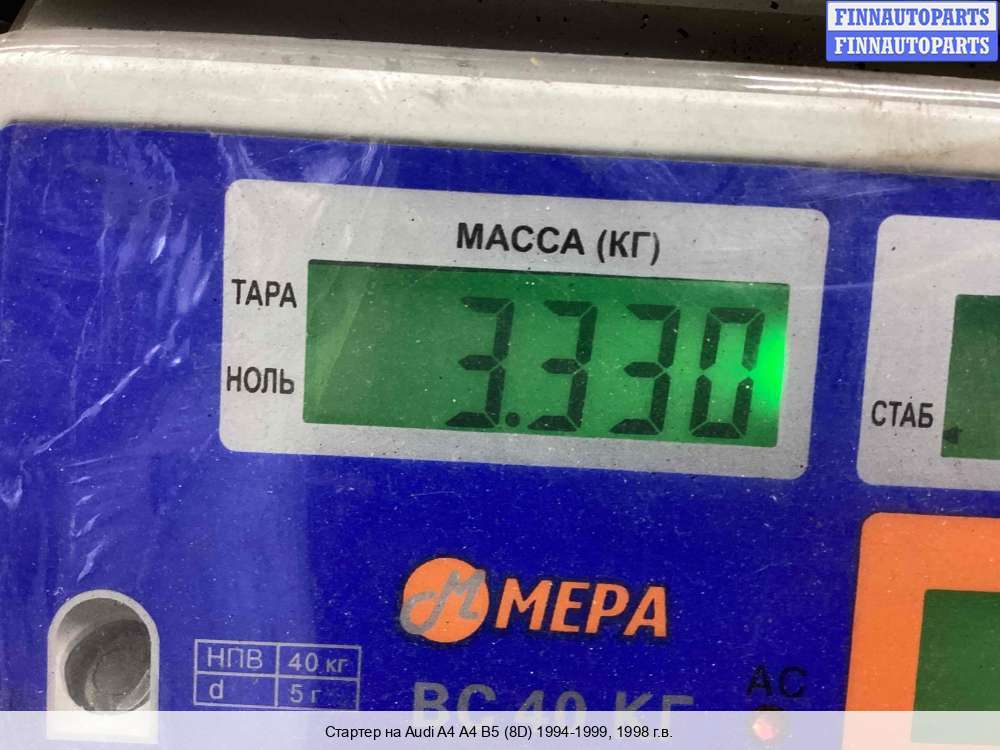 FINNAUTOPARTS
FINNAUTOPARTS
МАССА (КГ)
ТАРА
3.330
НОЛЬ
СТАБ
МЕРА
НПВ 40 кг
d 5 г
АС
ВС 40 КГ
Стартер на Audi A4 A4 B5 (8D) 1994-1999, 1998 г.в.